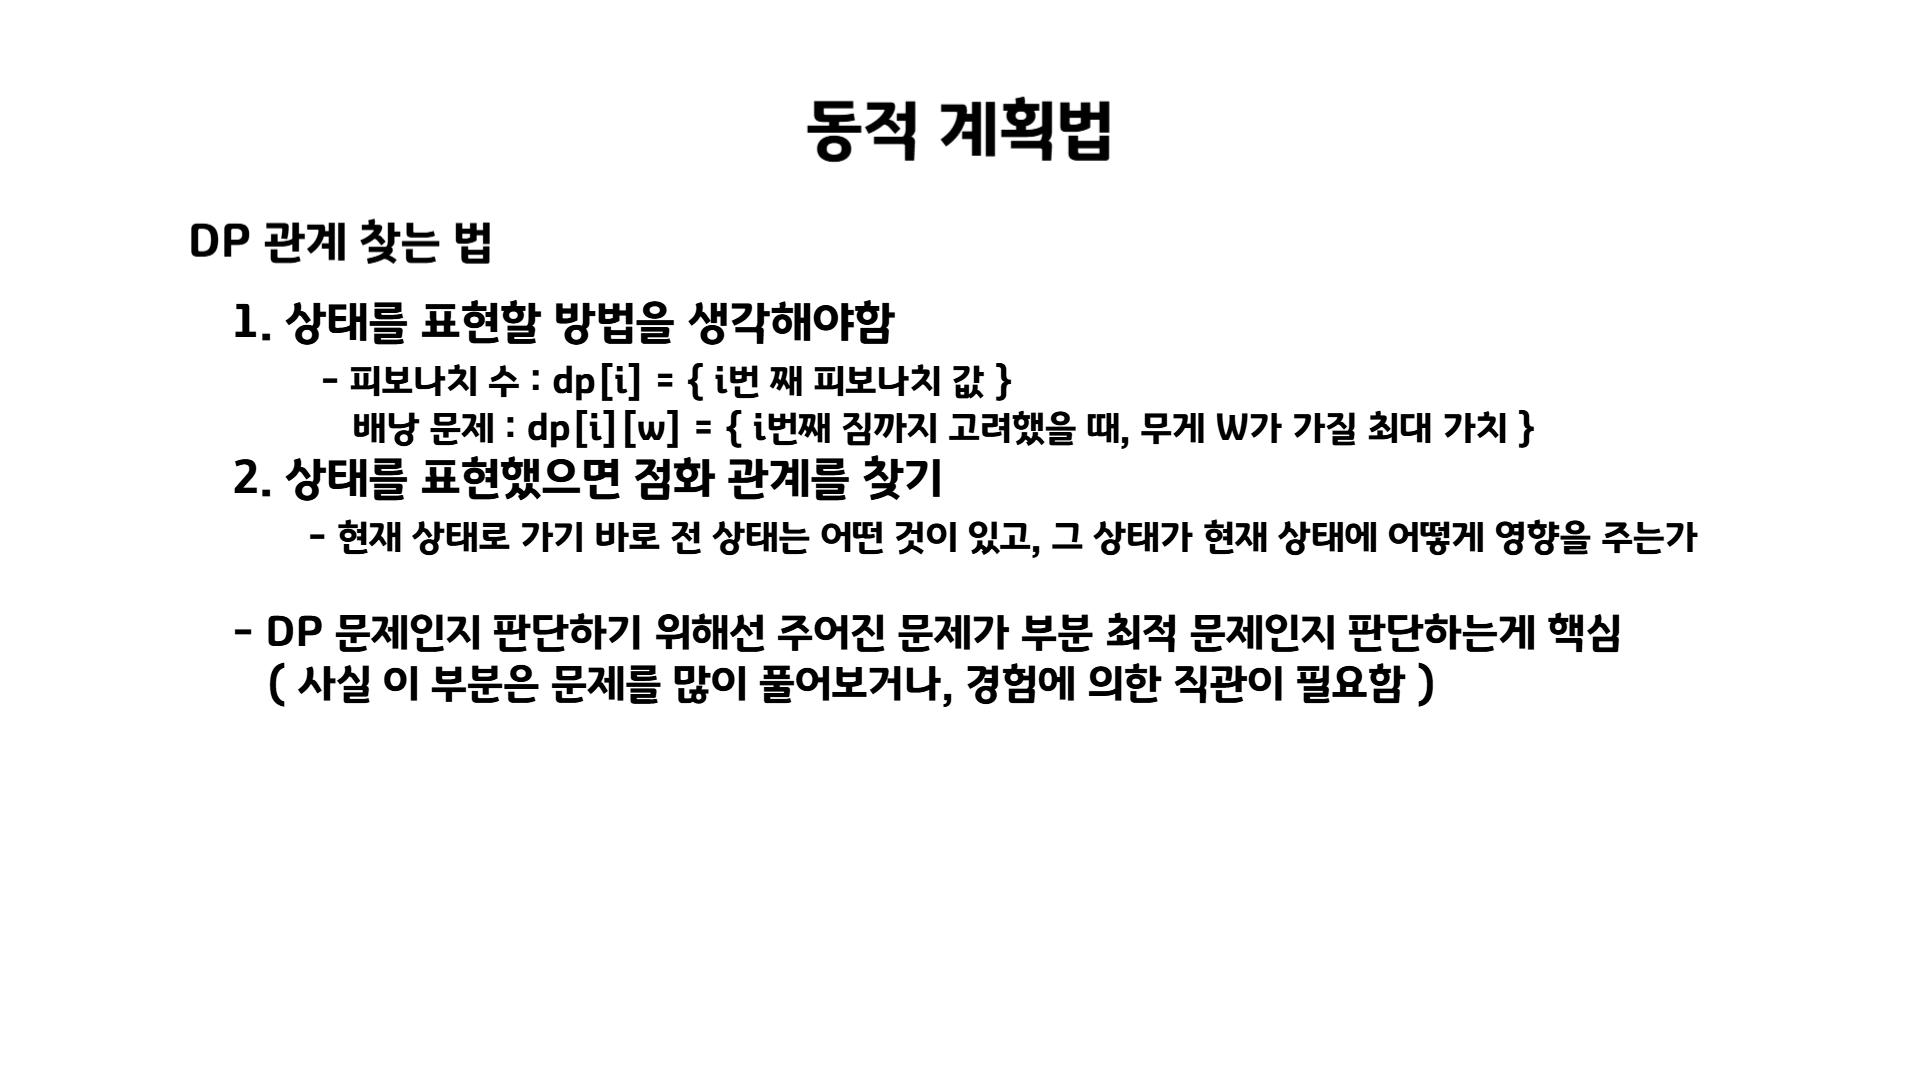 동적 계획법
DP 관계 찾는 법
1. 상태를 표현할 방법을 생각해야함
- 피보나치 수 : dp[i] = { i번 째 피보나치 값 }
배낭 문제 : dp[i][w] = { i번째 짐까지 고려했을 때, 무게 W가 가질 최대 가치 }
2. 상태를 표현했으면 점화 관계를 찾기
- 현재 상태로 가기 바로 전 상태는 어떤 것이 있고, 그 상태가 현재 상태에 어떻게 영향을 주는가
- DP 문제인지 판단하기 위해선 주어진 문제가 부분 최적 문제인지 판단하는게 핵심
( 사실 이 부분은 문제를 많이 풀어보거나, 경험에 의한 직관이 필요함 )